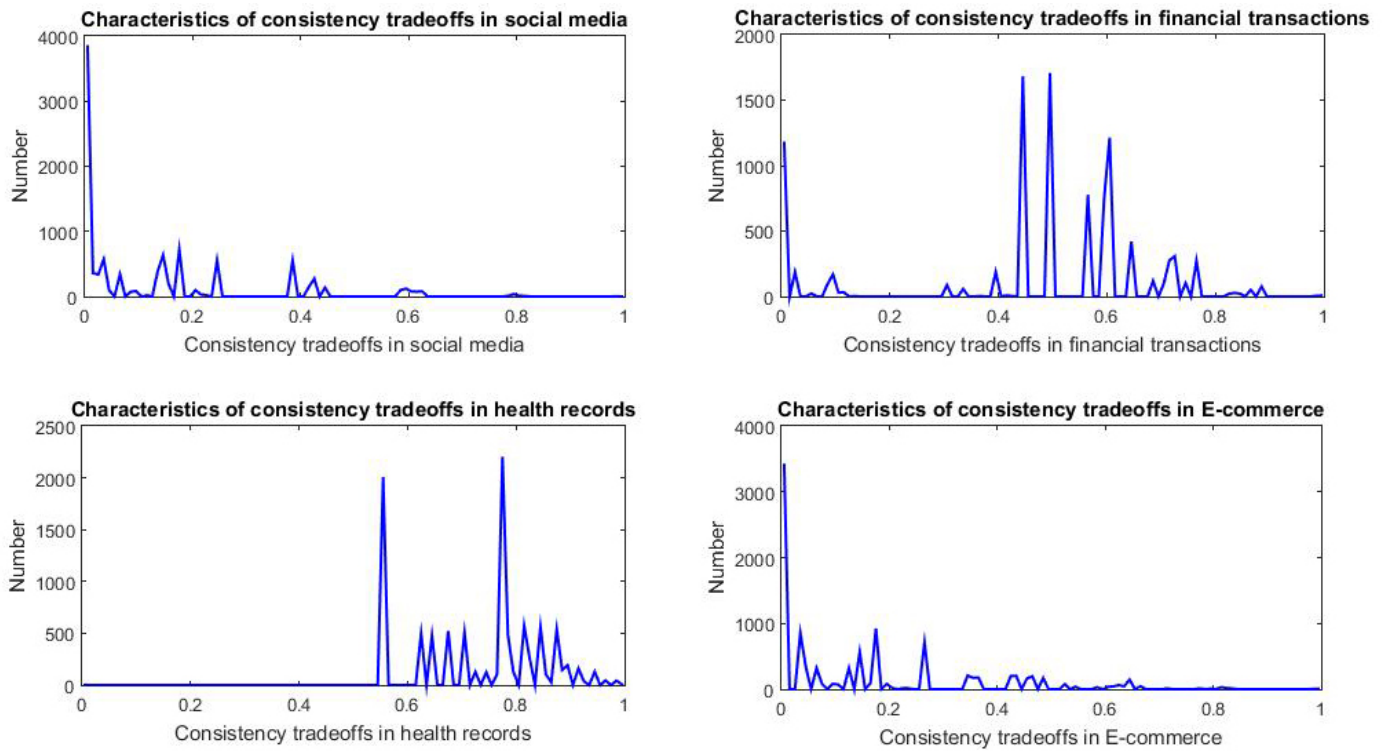 Characteristics of consistency tradeoffs in social media
4000
3000
2000
1000
0
Number
0 0.2 0.4 0.6 0.8 1
Consistency tradeoffs in social media
Characteristics of consistency tradeoffs in financial transactions
2000
1500
1000
500
0
Number
0 0.2 0.4 0.6 0.8 1
Consistency tradeoffs in financial transactions
Characteristics of consistency tradeoffs in health records
2500
2000
1500
1000
500
0
Number
0 0.2 0.4 0.6 0.8 1
Consistency tradeoffs in health records
Characteristics of consistency tradeoffs in E-commerce
4000
3000
2000
1000
0
Number
0 0.2 0.4 0.6 0.8 1
Consistency tradeoffs in E-commerce